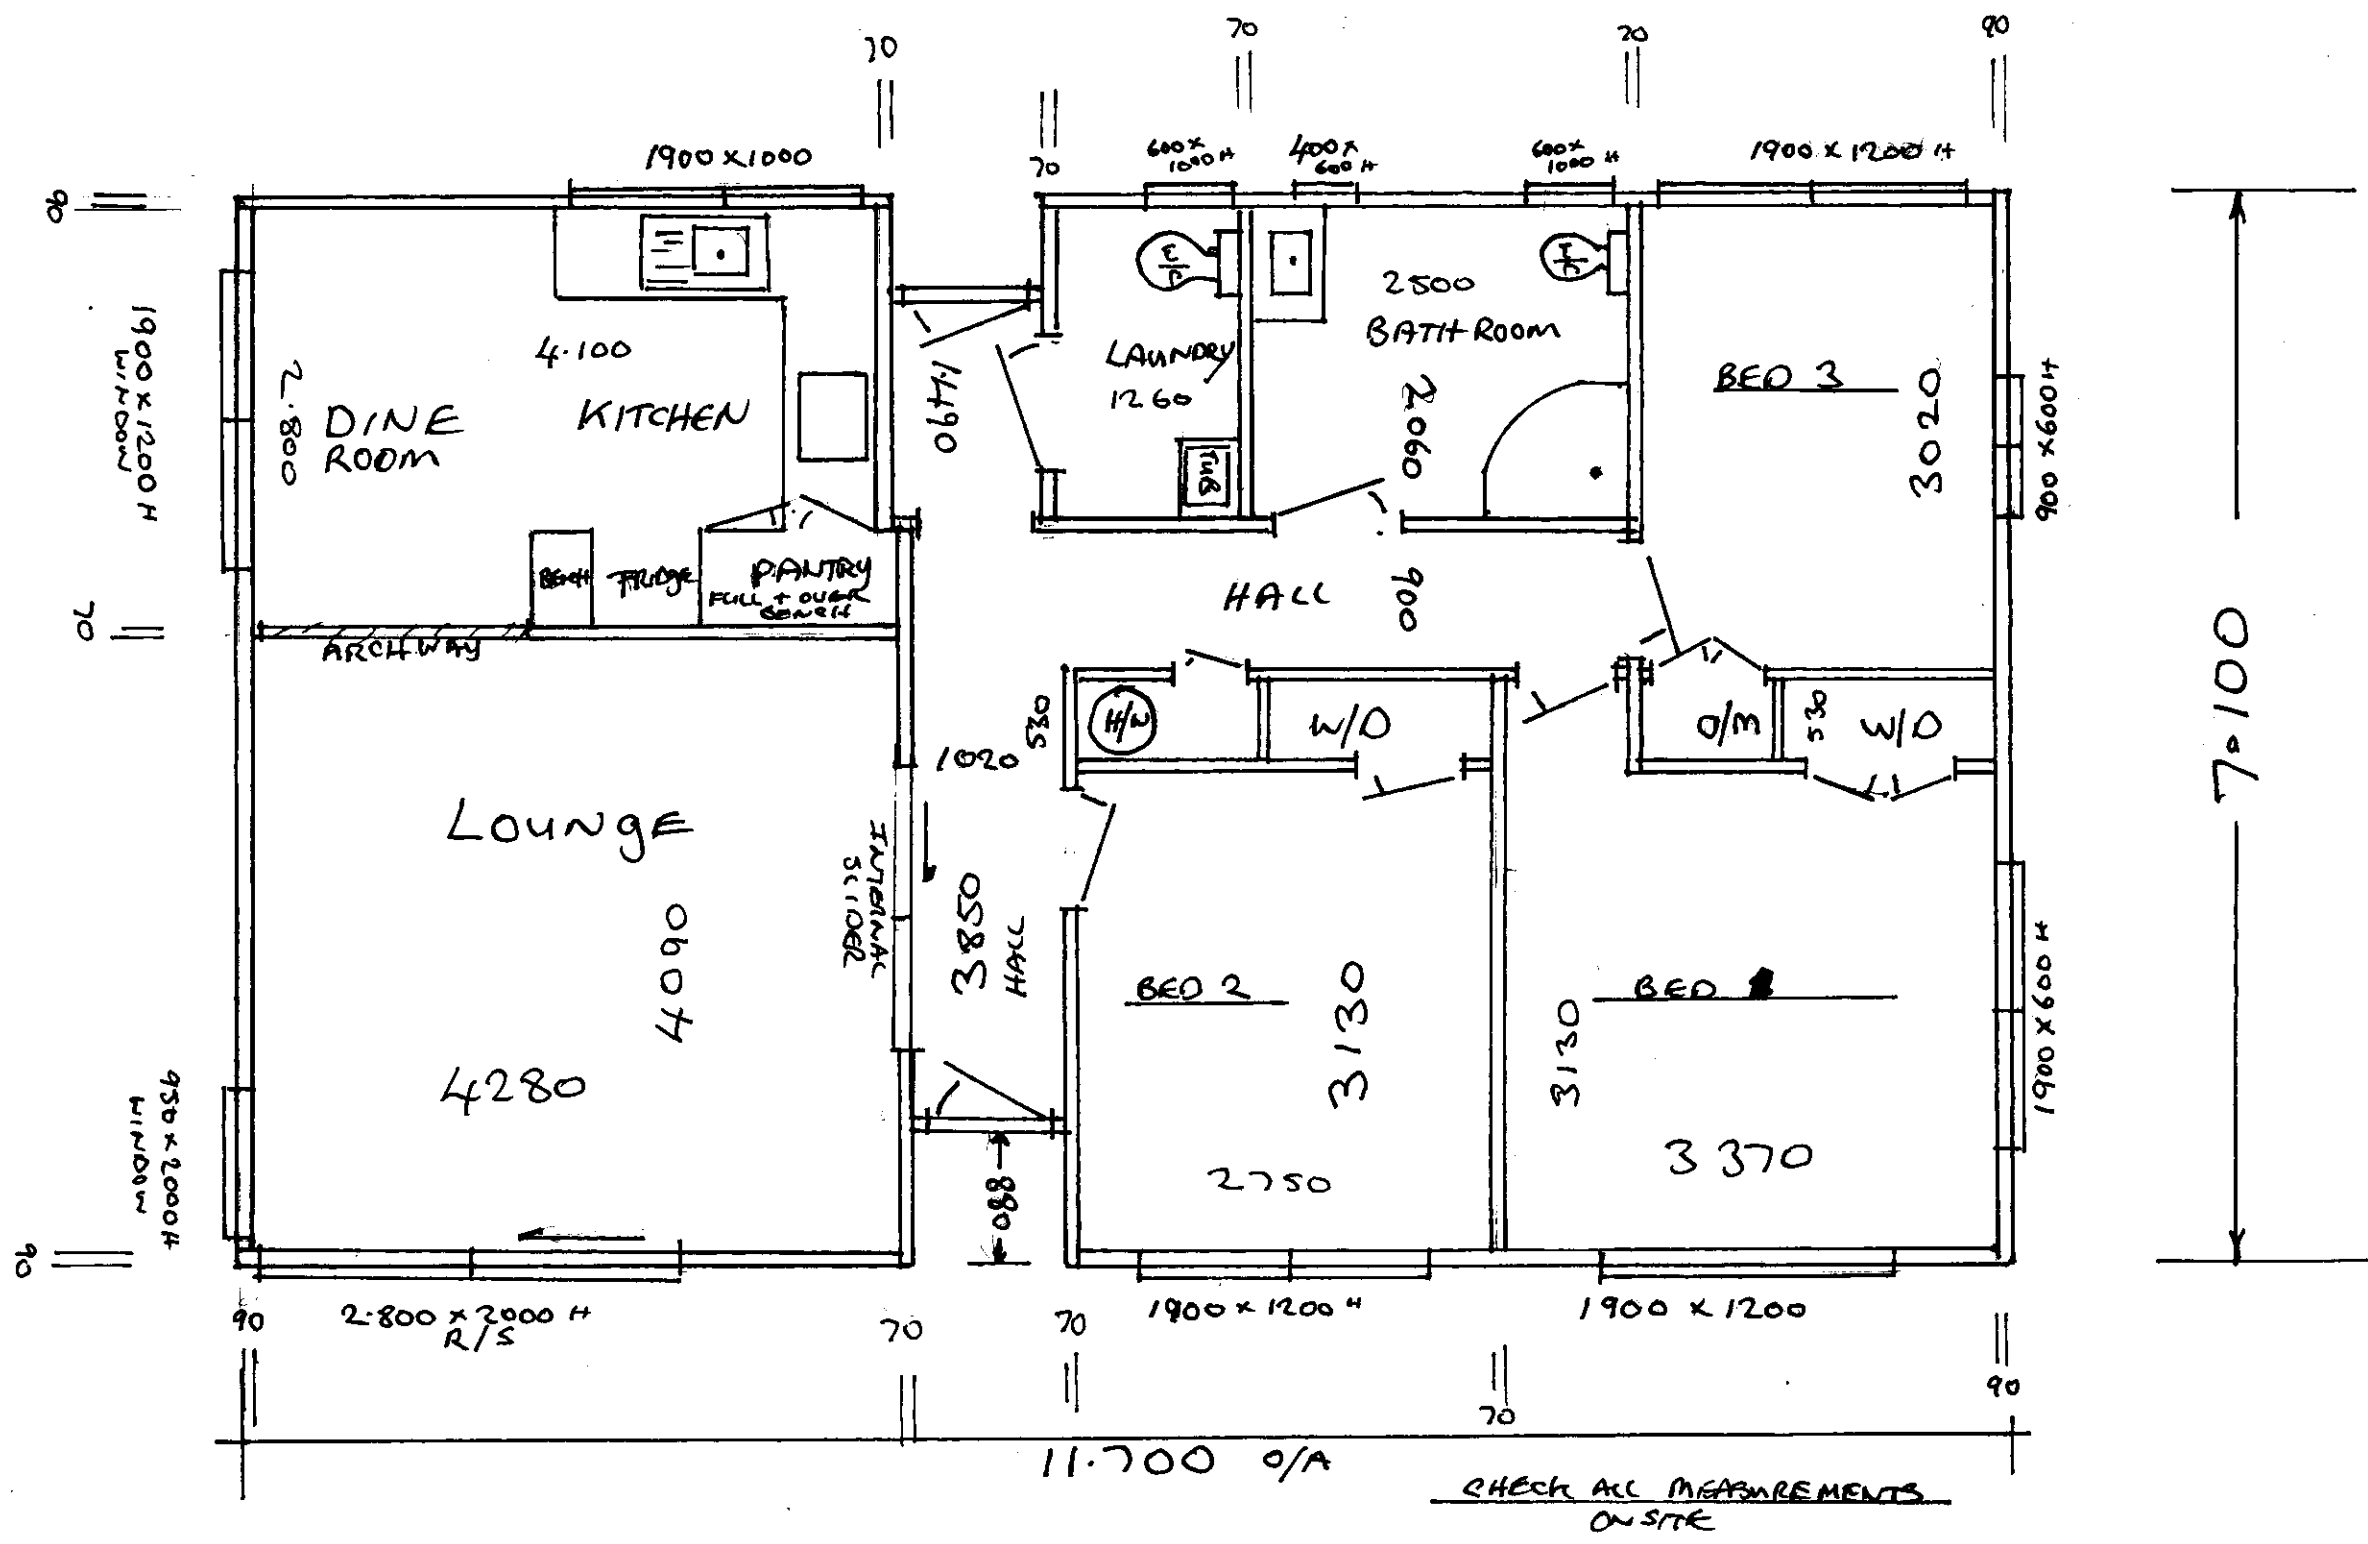 70
70
70
90
1900 x 1000
70
600 x
1000 H
400 x
600 H
600 x
1000 H
1900 x 1200 H
90
1900 x 1200 H
WINDOW
2.800
DINE
ROOM
4.100
KITCHEN
1.490
LAUNDRY
1260
TUB
2500
BATHROOM
2060
BED 3
3020
900 x 600 H
7.100
70
BENCH
FRIDGE
PANTRY
FULL + OVER
BENCH
ARCHWAY
HALL
900
530
H/W
W/D
O/M
530
W/D
1020
LOUNGE
4090
4280
INTERNAL
SLIDER
3850
HALL
BED 2
3130
2750
BED
3130
3370
1900 x 600 H
950 x 2000 H
WINDOW
880
90
90
2.800 x 2000 H
R/S
70
70
1900 x 1200 H
1900 x 1200
70
90
11.700 O/A
CHECK ALL MEASUREMENTS
ON SITE